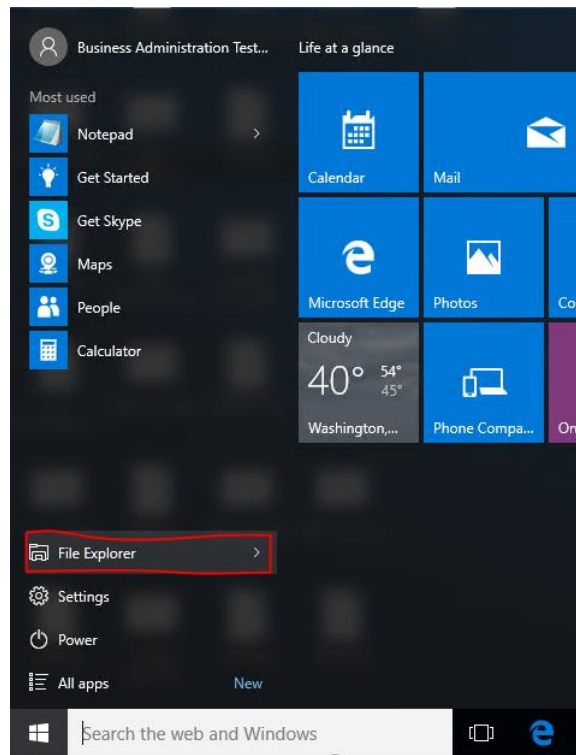 Business Administration Test...
Most used
Notepad
Get Started
Get Skype
Maps
People
Calculator
File Explorer
Settings
Power
All apps New
Life at a glance
Calendar
Mail
Microsoft Edge
Photos
Co
Cloudy
40° 54°
45°
Washington,...
Phone Compa...
On
Search the web and Windows